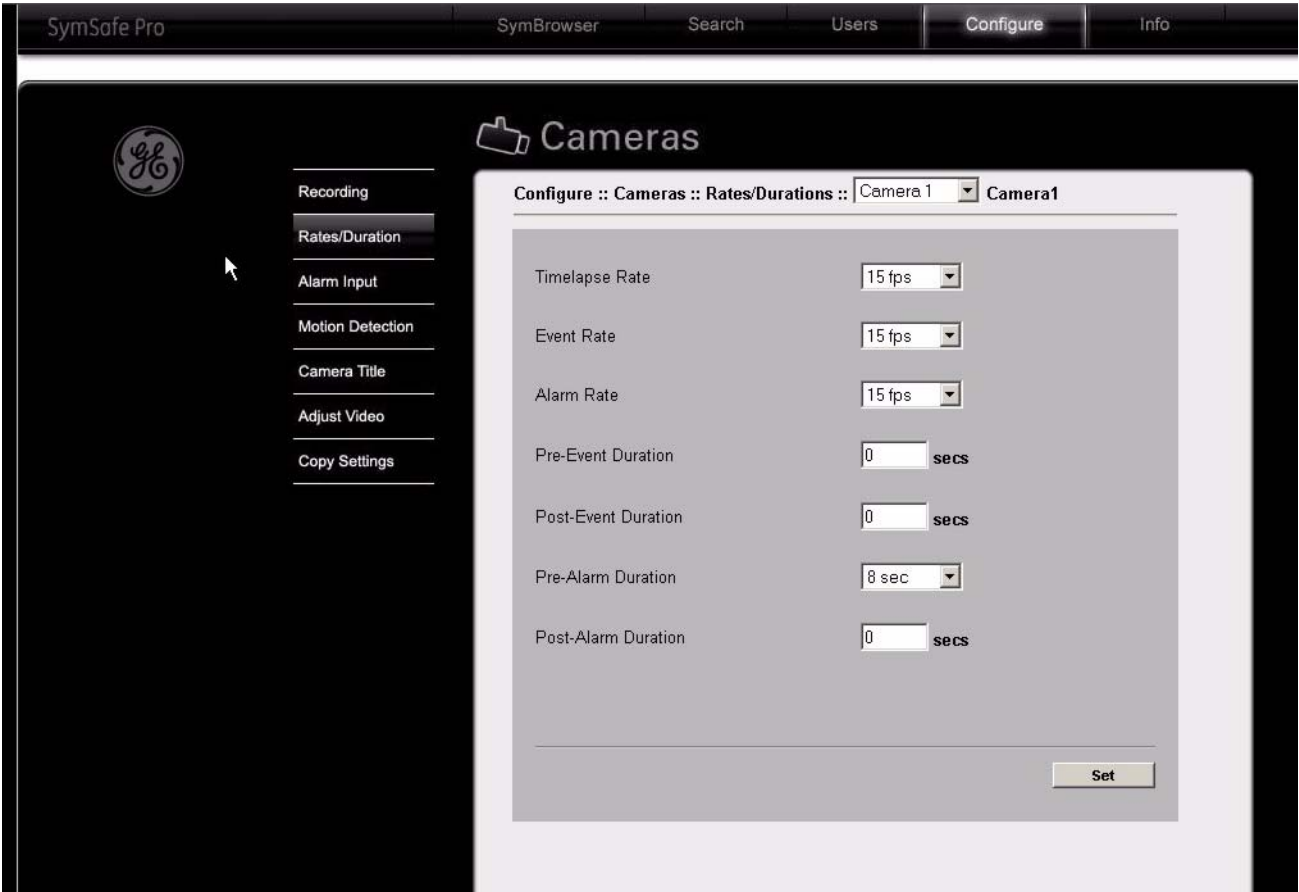 SymSafe Pro SymBrowser Search Users Configure Info
GE
Cameras
Recording
Rates/Duration
Alarm Input
Motion Detection
Camera Title
Adjust Video
Copy Settings
Configure :: Cameras :: Rates/Durations :: Camera 1 Camera1
Timelapse Rate 15 fps
Event Rate 15 fps
Alarm Rate 15 fps
Pre-Event Duration 0 secs
Post-Event Duration 0 secs
Pre-Alarm Duration 8 sec
Post-Alarm Duration 0 secs
Set